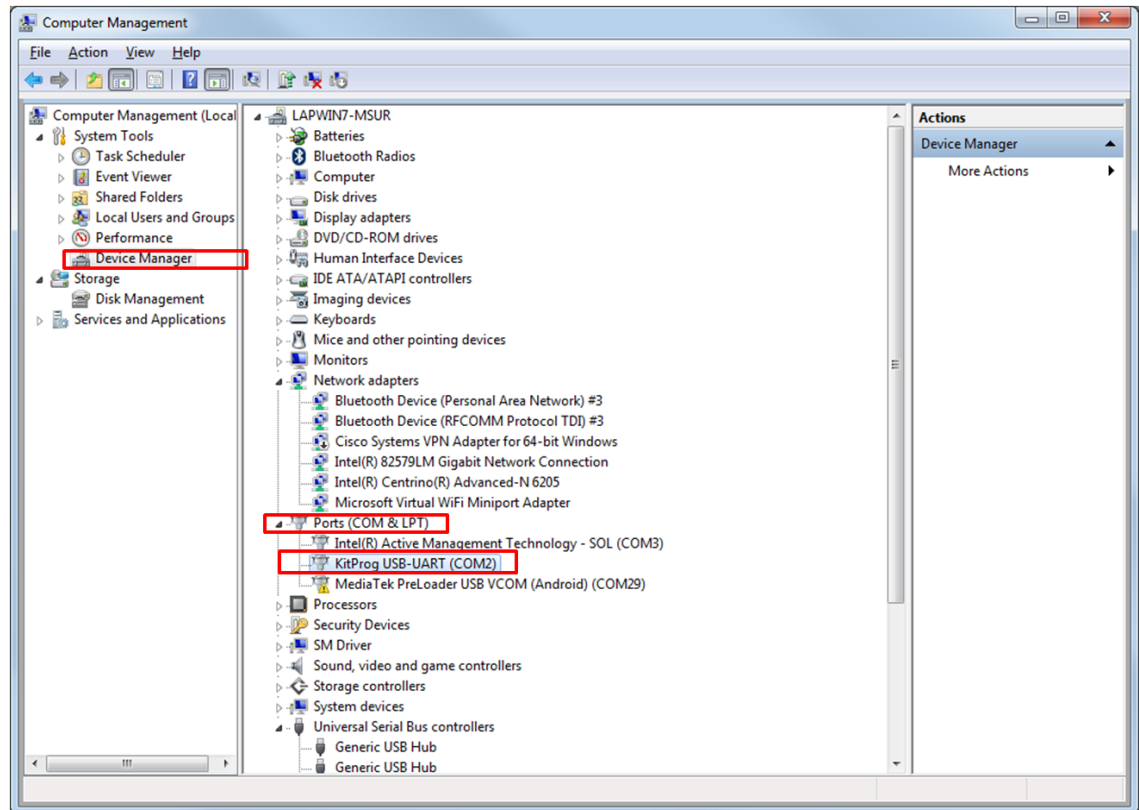 Computer Management
File Action View Help
Computer Management (Local
System Tools
Task Scheduler
Event Viewer
Shared Folders
Local Users and Groups
Performance
Device Manager
Storage
Disk Management
Services and Applications
LAPWIN7-MSUR
Batteries
Bluetooth Radios
Computer
Disk drives
Display adapters
DVD/CD-ROM drives
Human Interface Devices
IDE ATA/ATAPI controllers
Imaging devices
Keyboards
Mice and other pointing devices
Monitors
Network adapters
Bluetooth Device (Personal Area Network) #3
Bluetooth Device (RFCOMM Protocol TDI) #3
Cisco Systems VPN Adapter for 64-bit Windows
Intel(R) 82579LM Gigabit Network Connection
Intel(R) Centrino(R) Advanced-N 6205
Microsoft Virtual WiFi Miniport Adapter
Ports (COM & LPT)
Intel(R) Active Management Technology - SOL (COM3)
KitProg USB-UART (COM2)
MediaTek PreLoader USB VCOM (Android) (COM29)
Processors
Security Devices
SM Driver
Sound, video and game controllers
Storage controllers
System devices
Universal Serial Bus controllers
Generic USB Hub
Generic USB Hub
Actions
Device Manager
More Actions